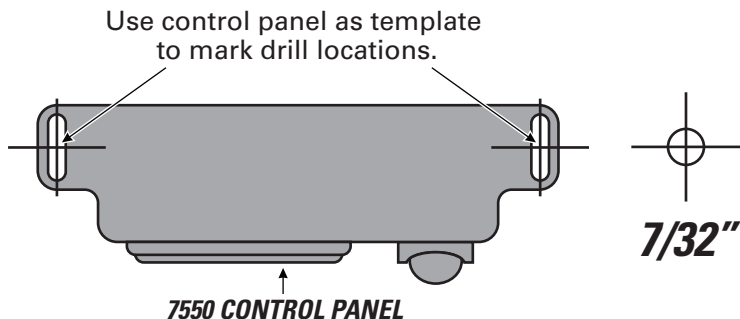 Use control panel as template
to mark drill locations.
7/32″
7550 CONTROL PANEL